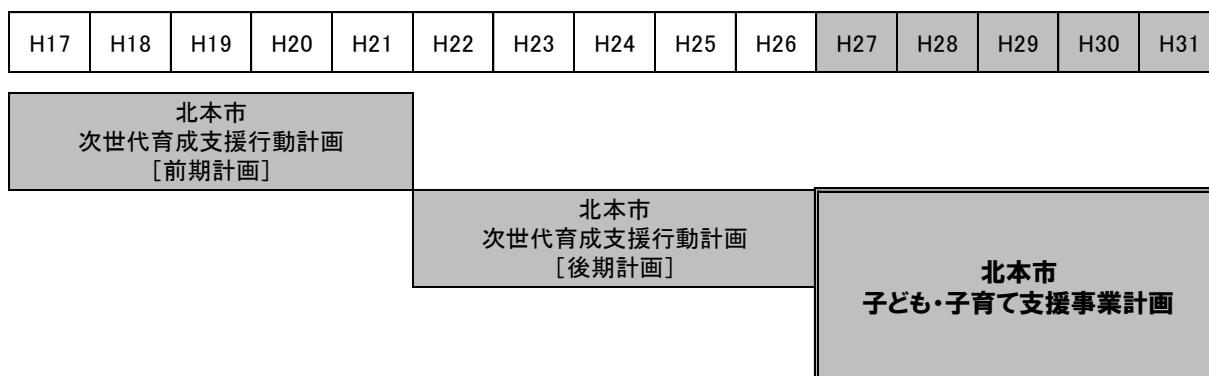 H17 H18 H19 H20 H21 H22 H23 H24 H25 H26 H27 H28 H29 H30 H31
北本市
次世代育成支援行動計画
［前期計画］
北本市
次世代育成支援行動計画
［後期計画］
北本市
子ども・子育て支援事業計画